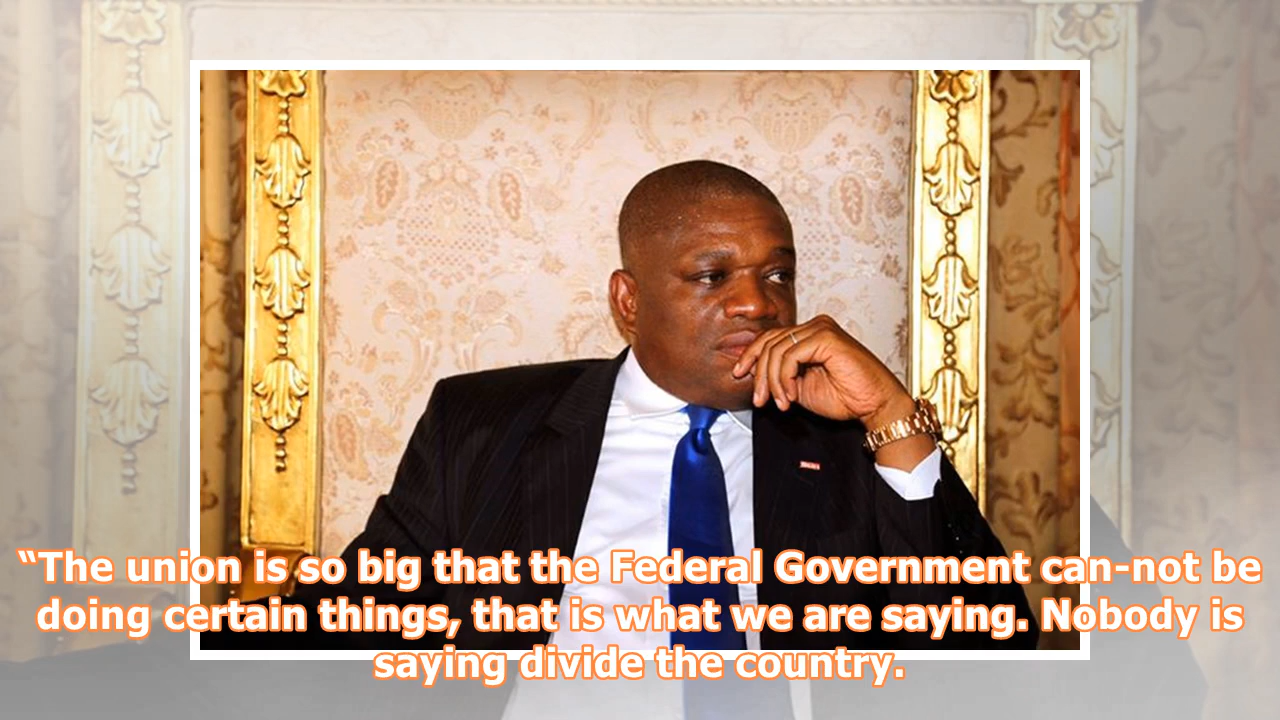 “The union is so big that the Federal Government can-not be
doing certain things, that is what we are saying. Nobody is
saying divide the country.